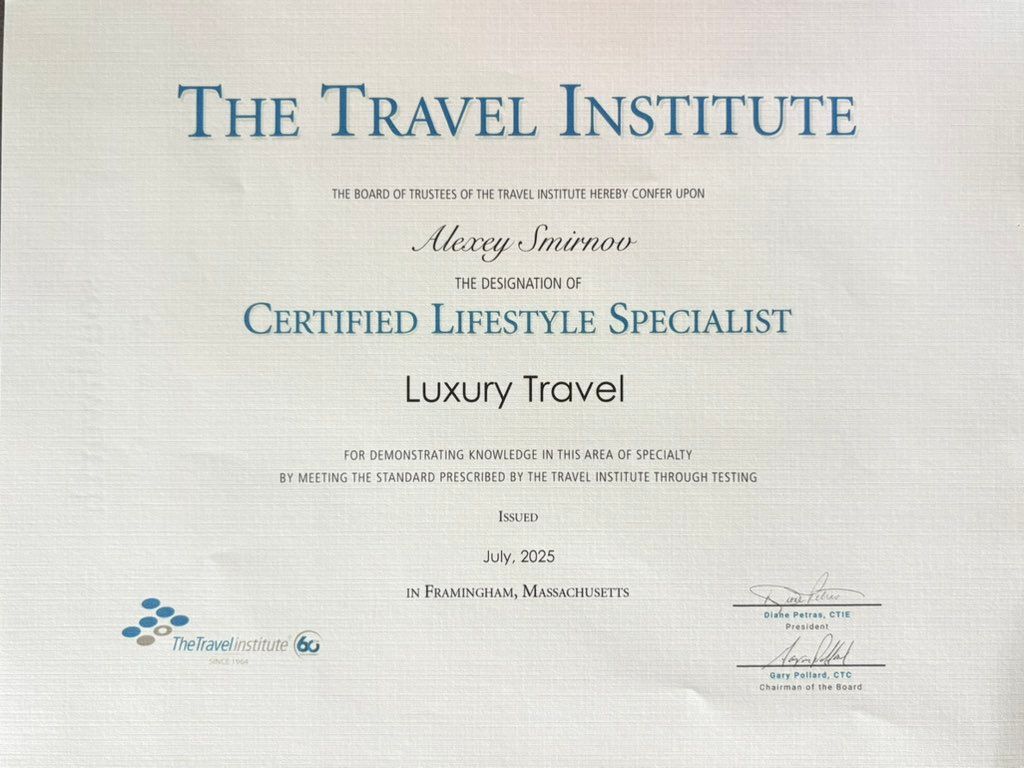 THE TRAVEL INSTITUTE
THE BOARD OF TRUSTEES OF THE TRAVEL INSTITUTE HEREBY CONFER UPON
Alexey Smirnov
THE DESIGNATION OF
CERTIFIED LIFESTYLE SPECIALIST
Luxury Travel
FOR DEMONSTRATING KNOWLEDGE IN THIS AREA OF SPECIALTY
BY MEETING THE STANDARD PRESCRIBED BY THE TRAVEL INSTITUTE THROUGH TESTING
ISSUED
July, 2025
IN FRAMINGHAM, MASSACHUSETTS
TheTravelinstitute® 60
SINCE 1964
Diane Petras
Diane Petras, CTIE
President
Gary Pollard, CTC
Chairman of the Board